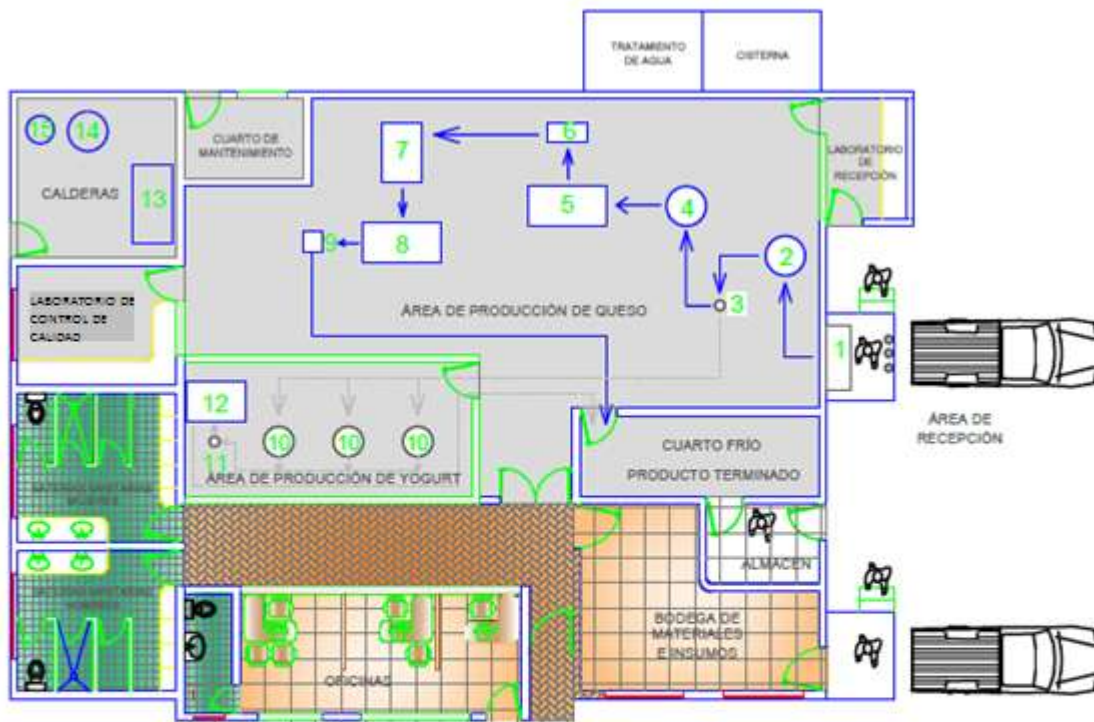 TRATAMIENTO
DE AGUA
CISTERNA
15
14
CALDERAS
13
CUARTO DE
MANTENIMIENTO
7
6
5
4
8
9
2
3
1
LABORATORIO
DE
RECEPCIÓN
LABORATORIO DE
CONTROL DE
CALIDAD
ÁREA DE PRODUCCIÓN DE QUESO
ÁREA DE
RECEPCIÓN
12
11
10
10
10
ÁREA DE PRODUCCIÓN DE YOGURT
CUARTO FRÍO
PRODUCTO TERMINADO
ALMACEN
BODEGA DE
MATERIALES
E INSUMOS
OFICINAS